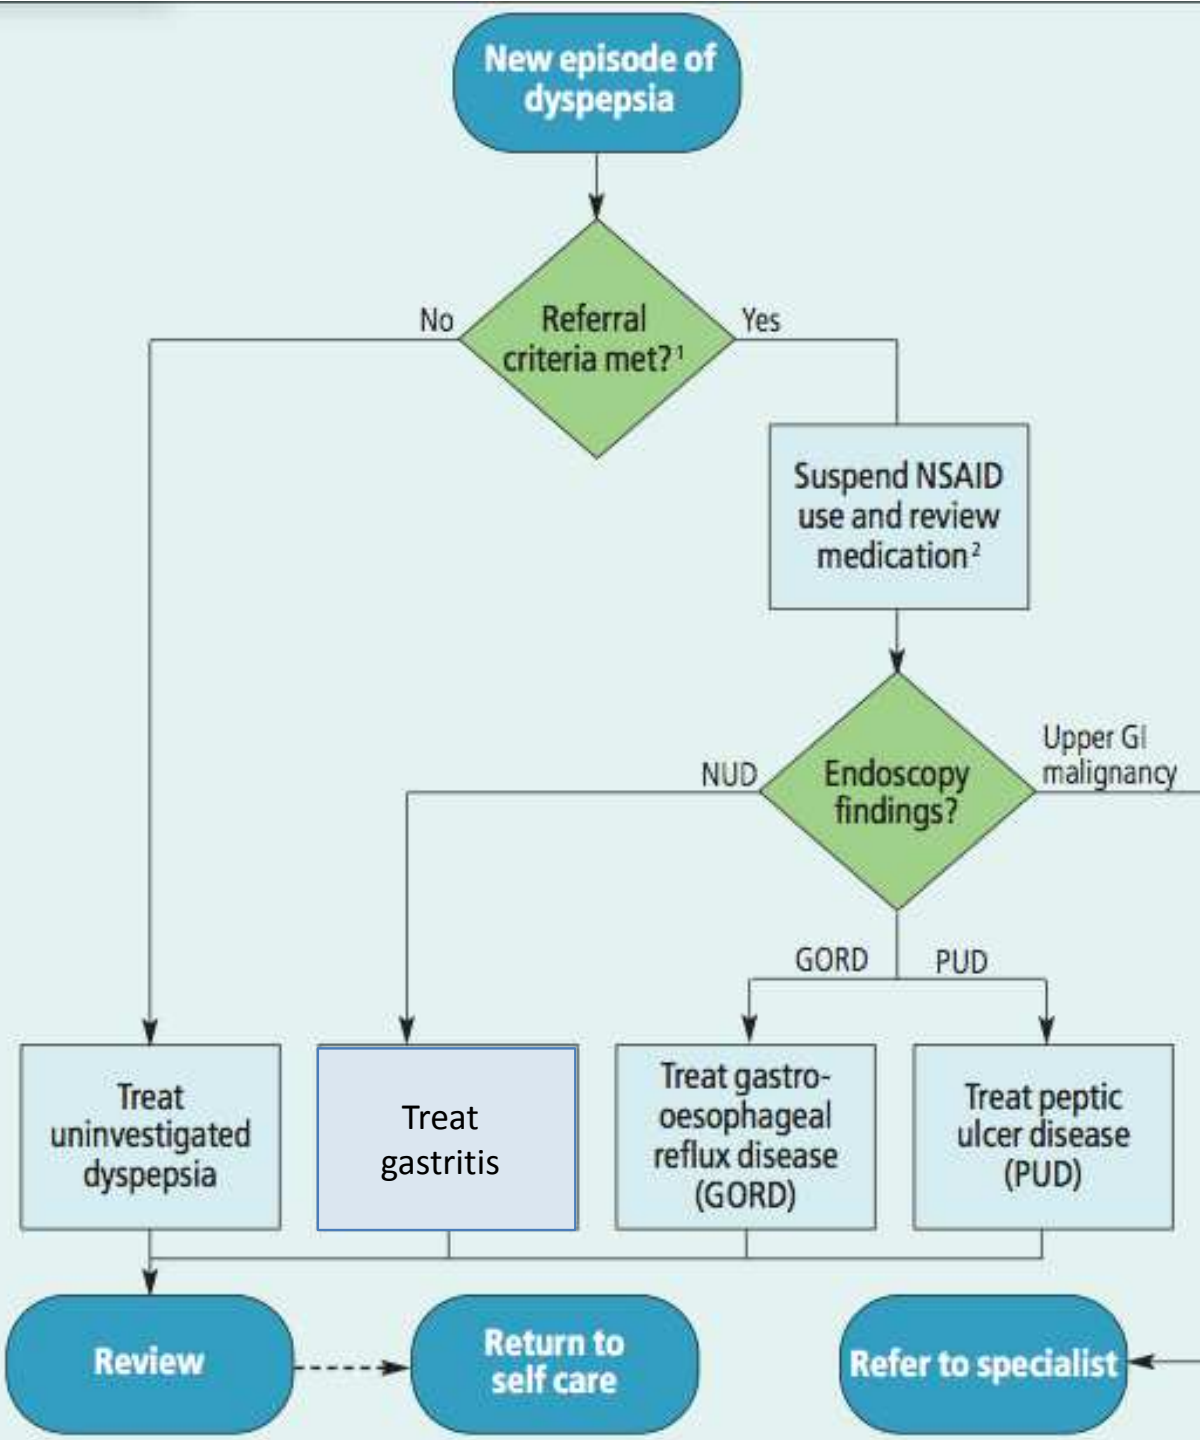 New episode of
dyspepsia
No
Referral
criteria met?¹
Yes
Suspend NSAID
use and review
medication²
NUD
Endoscopy
findings?
Upper GI
malignancy
GORD
PUD
Treat
uninvestigated
dyspepsia
Treat
gastritis
Treat gastro-
oesophageal
reflux disease
(GORD)
Treat peptic
ulcer disease
(PUD)
Review
Return to
self care
Refer to specialist